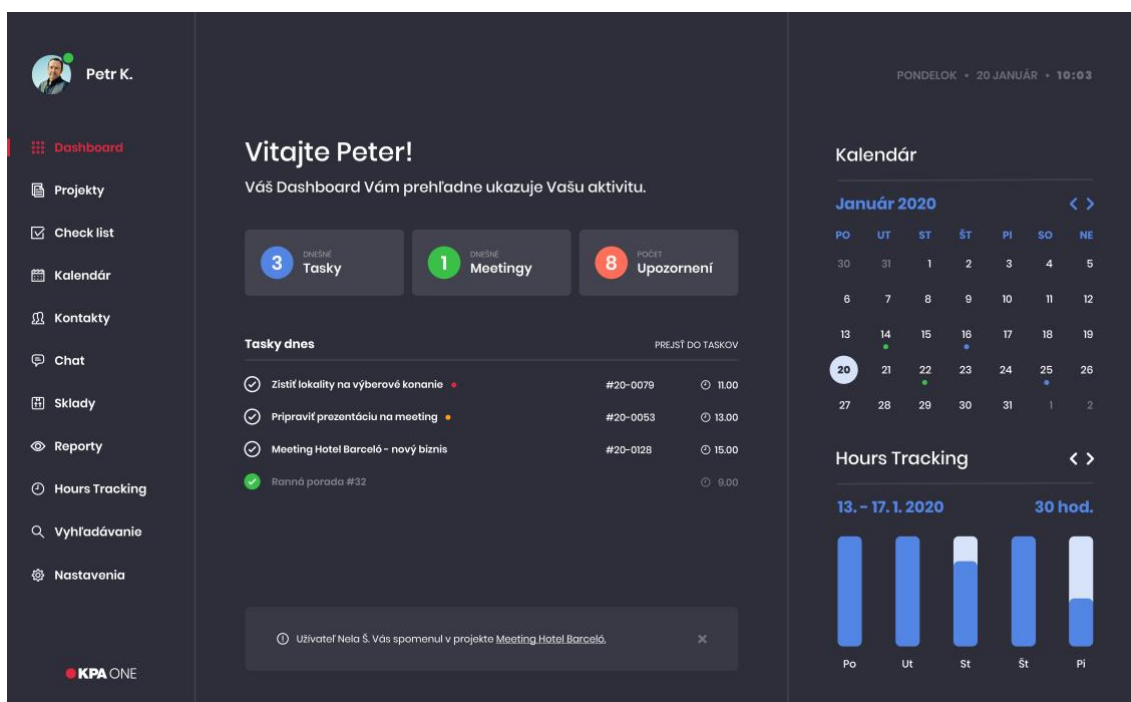 Petr K.
Dashboard
Projekty
Check list
Kalendár
Kontakty
Chat
Sklady
Reporty
Hours Tracking
Vyhľadávanie
Nastavenia
KPA ONE
Vitajte Peter!
Váš Dashboard Vám prehľadne ukazuje Vašu aktivitu.
3 DNEŠNÉ Tasky
1 DNEŠNÉ Meetingy
8 POČET Upozornení
Tasky dnes PREJSŤ DO TASKOV
Zistiť lokality na výberové konanie #20-0079 11.00
Pripraviť prezentáciu na meeting #20-0053 13.00
Meeting Hotel Barceló - nový biznis #20-0128 15.00
Ranná porada #32 9.00
Užívateľ Nela Š. Vás spomenul v projekte Meeting Hotel Barceló.
PONDELOK • 20 JANUÁR • 10:03
Kalendár
Január 2020 < >
PO UT ST ŠT PI SO NE
30 31 1 2 3 4 5
6 7 8 9 10 11 12
13 14 15 16 17 18 19
20 21 22 23 24 25 26
27 28 29 30 31 1 2
Hours Tracking < >
13. - 17. 1. 2020 30 hod.
Po Ut St Št Pi